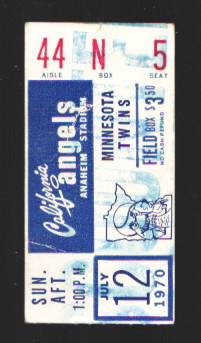 44 N 5
AISLE BOX SEAT
California
angels
ANAHEIM STADIUM
MINNESOTA
TWINS
FIELD BOX $3.50
NO CASH REFUND
SUN.
AFT.
1:00 P.M.
JULY
12
1970